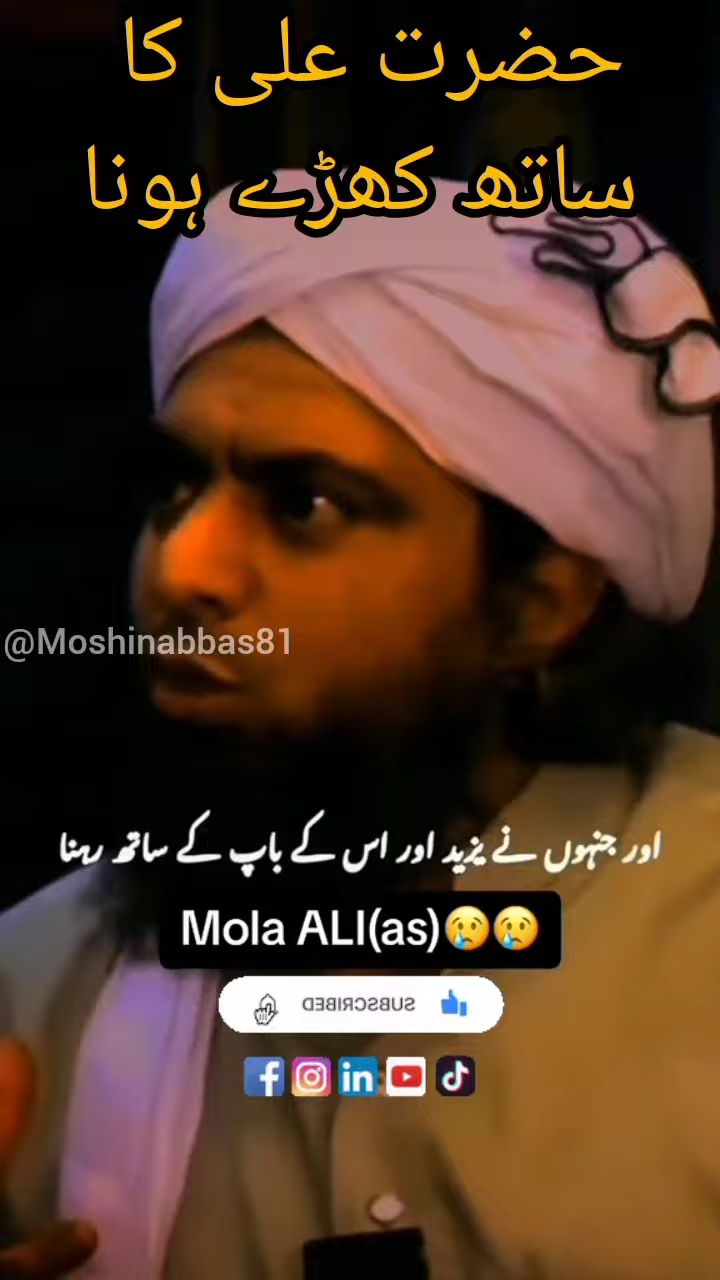 حضرت علی کا
ساتھ کھڑے ہونا
@Moshinabbas81
اور جنہوں نے یزید اور اس کے باپ کے ساتھ رہنا
Mola ALI(as)😢😢
SUBSCRIBED